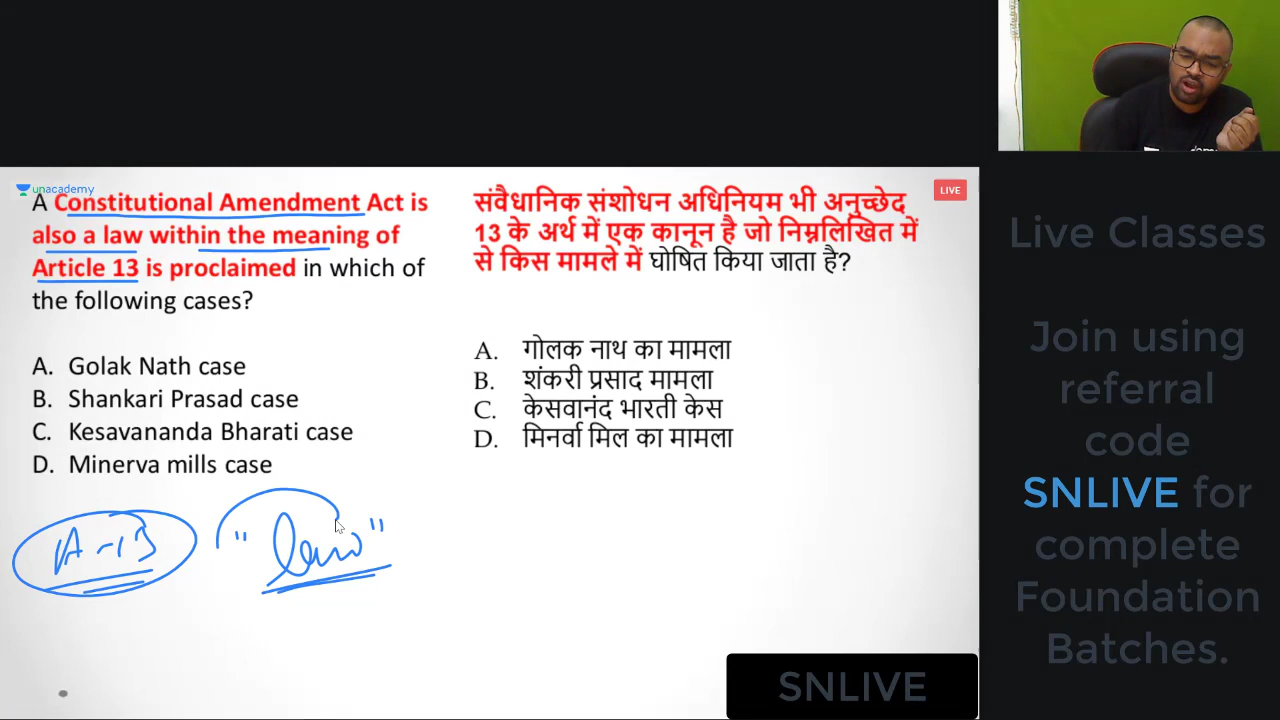 unacademy
A Constitutional Amendment Act is
also a law within the meaning of
Article 13 is proclaimed in which of
the following cases?
A. Golak Nath case
B. Shankari Prasad case
C. Kesavananda Bharati case
D. Minerva mills case
A-13 "law"
LIVE
संवैधानिक संशोधन अधिनियम भी अनुच्छेद
13 के अर्थ में एक कानून है जो निम्नलिखित में
से किस मामले में घोषित किया जाता है?
A. गोलक नाथ का मामला
B. शंकरी प्रसाद मामला
C. केसवानंद भारती केस
D. मिनर्वा मिल का मामला
SNLIVE
Live Classes
Join using
referral
code
SNLIVE for
complete
Foundation
Batches.